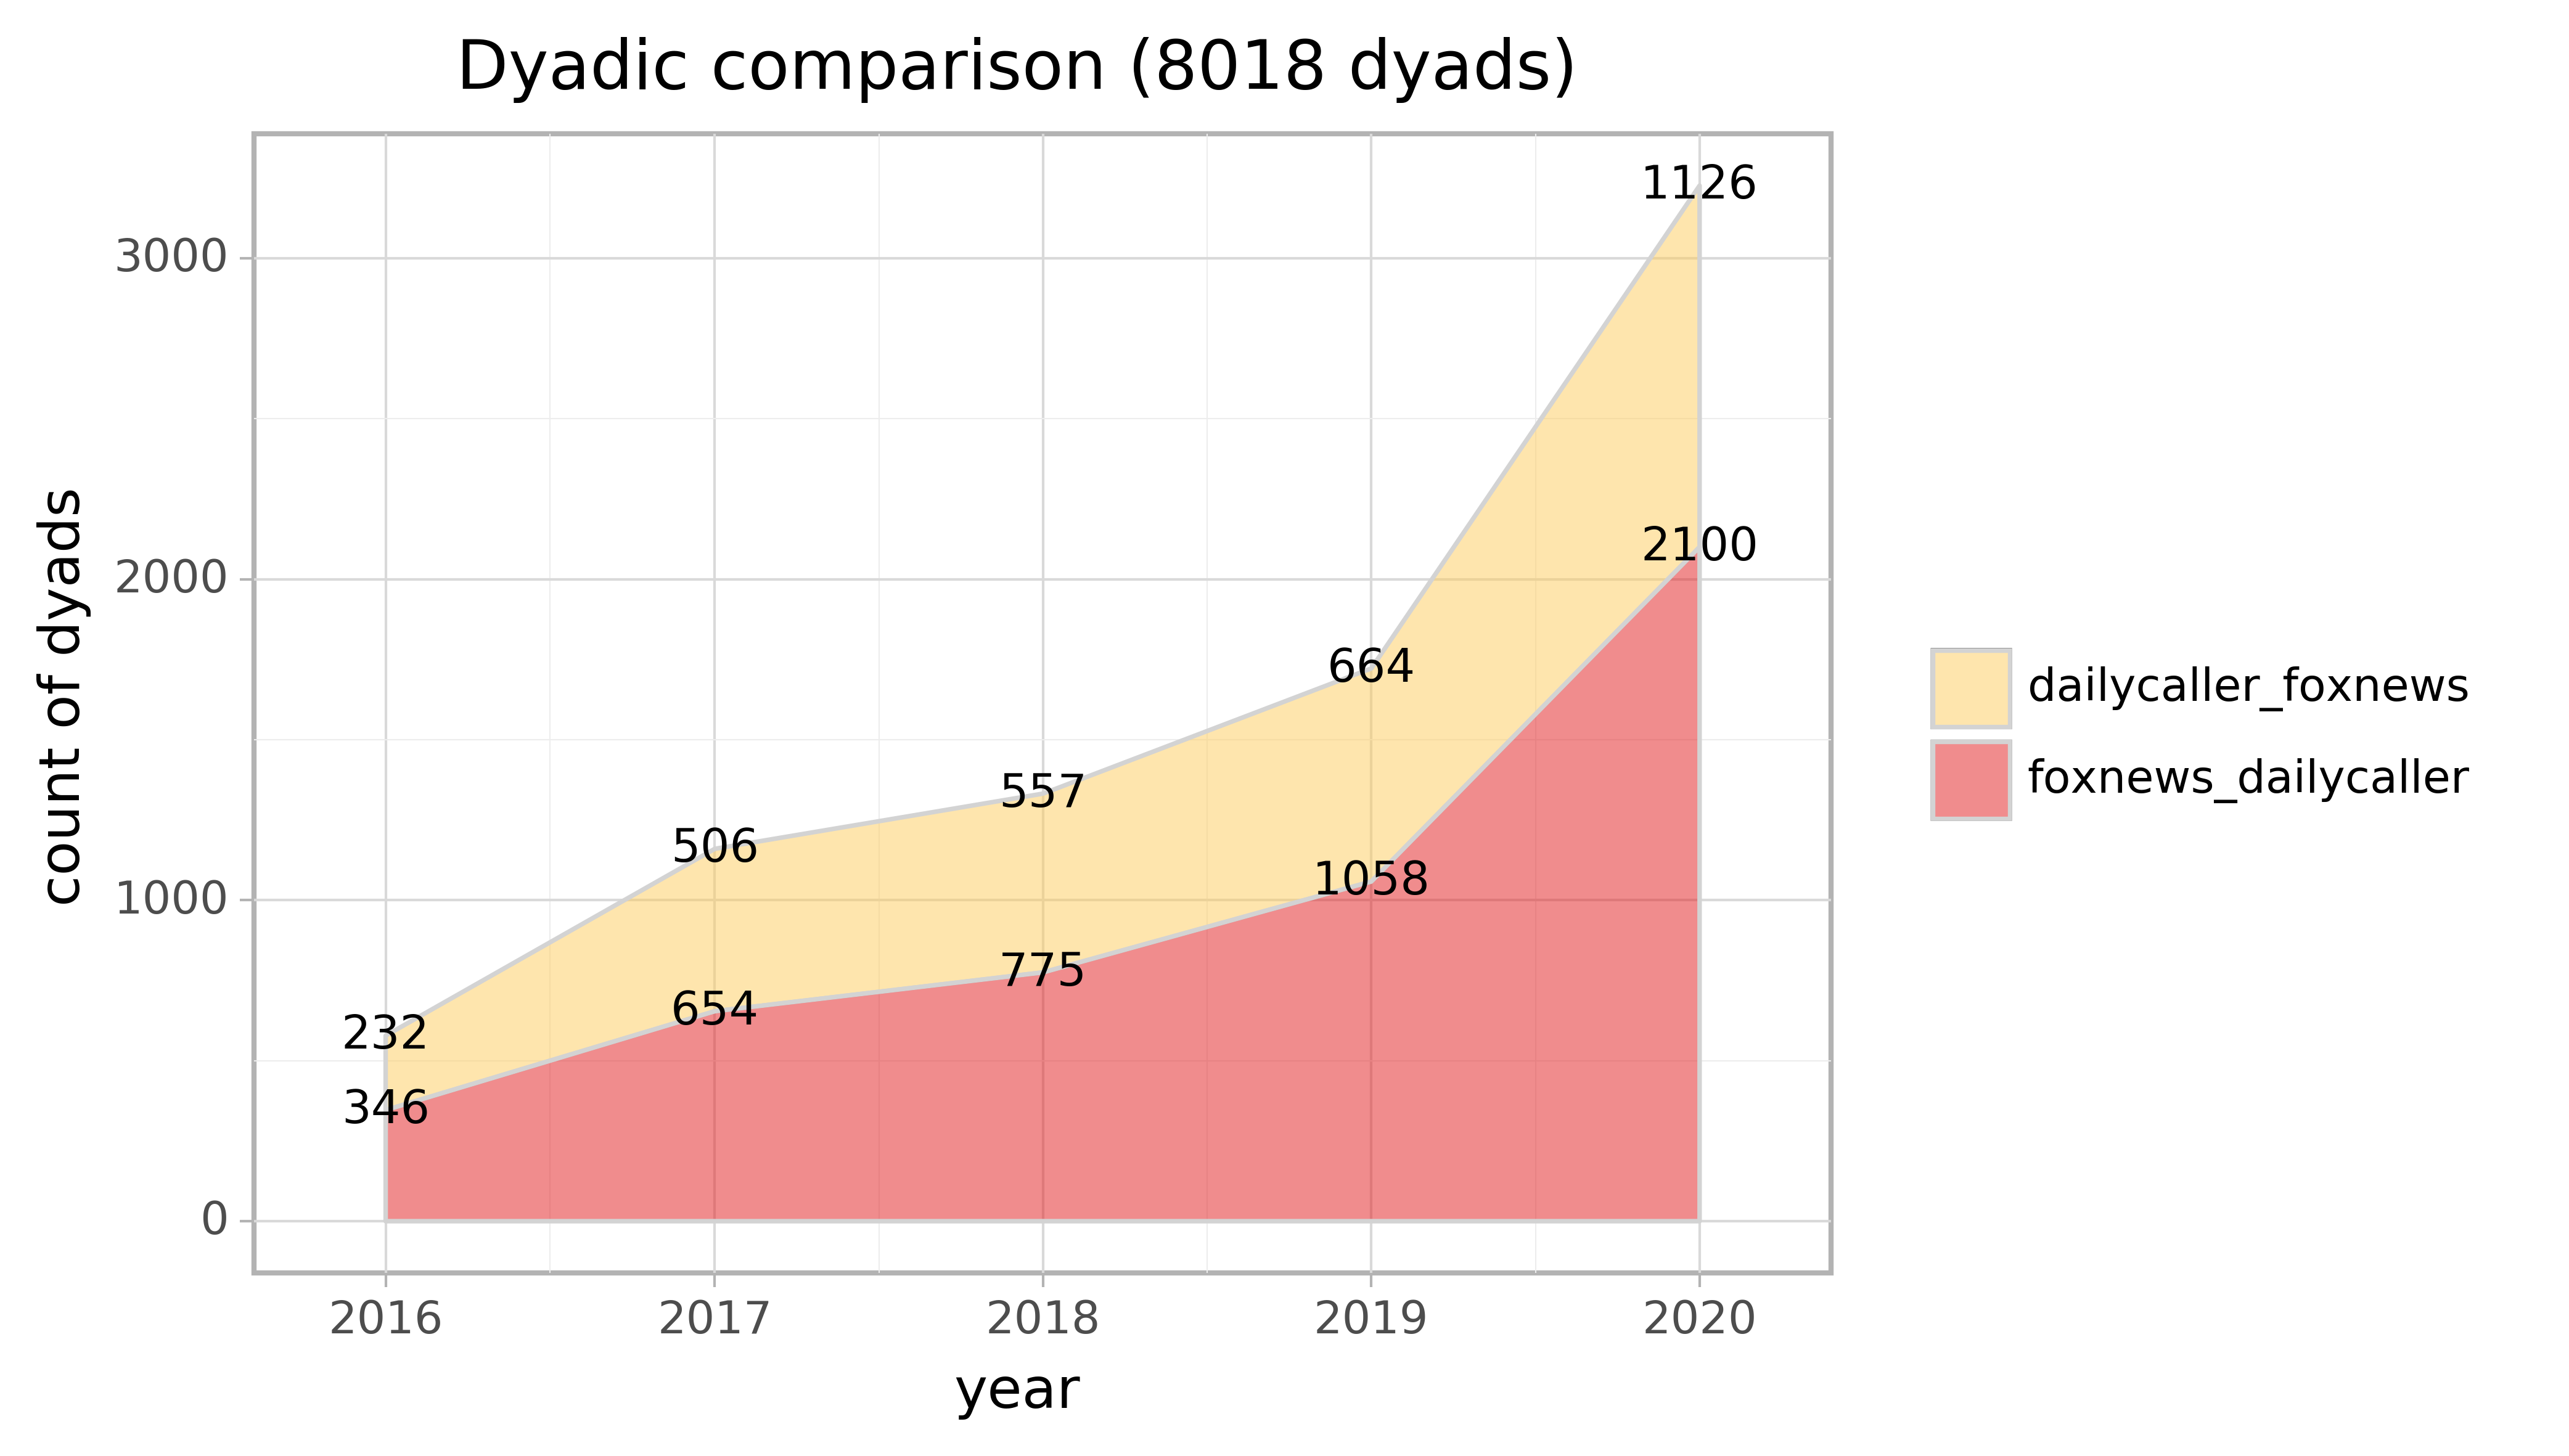 Dyadic comparison (8018 dyads)
count of dyads
3000
2000
1000
0
1126
2100
664
1058
557
775
506
654
232
346
2016 2017 2018 2019 2020
year
dailycaller_foxnews
foxnews_dailycaller